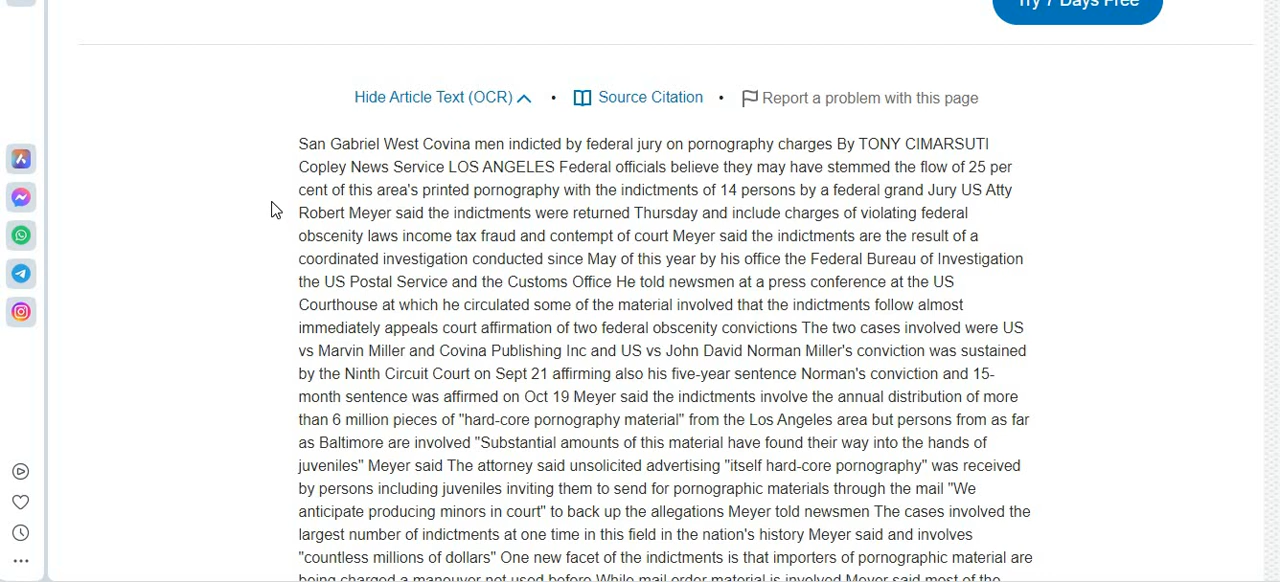 Try 7 Days Free
Hide Article Text (OCR) • Source Citation • Report a problem with this page
San Gabriel West Covina men indicted by federal jury on pornography charges By TONY CIMARSUTI
Copley News Service LOS ANGELES Federal officials believe they may have stemmed the flow of 25 per
cent of this area's printed pornography with the indictments of 14 persons by a federal grand Jury US Atty
Robert Meyer said the indictments were returned Thursday and include charges of violating federal
obscenity laws income tax fraud and contempt of court Meyer said the indictments are the result of a
coordinated investigation conducted since May of this year by his office the Federal Bureau of Investigation
the US Postal Service and the Customs Office He told newsmen at a press conference at the US
Courthouse at which he circulated some of the material involved that the indictments follow almost
immediately appeals court affirmation of two federal obscenity convictions The two cases involved were US
vs Marvin Miller and Covina Publishing Inc and US vs John David Norman Miller's conviction was sustained
by the Ninth Circuit Court on Sept 21 affirming also his five-year sentence Norman's conviction and 15-
month sentence was affirmed on Oct 19 Meyer said the indictments involve the annual distribution of more
than 6 million pieces of "hard-core pornography material" from the Los Angeles area but persons from as far
as Baltimore are involved "Substantial amounts of this material have found their way into the hands of
juveniles" Meyer said The attorney said unsolicited advertising "itself hard-core pornography" was received
by persons including juveniles inviting them to send for pornographic materials through the mail "We
anticipate producing minors in court" to back up the allegations Meyer told newsmen The cases involved the
largest number of indictments at one time in this field in the nation's history Meyer said and involves
"countless millions of dollars" One new facet of the indictments is that importers of pornographic material are
being charged a maneuver not used before While mail order material is involved Meyer said most of the